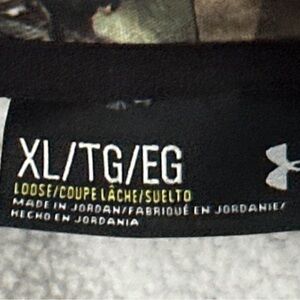 XL/TG/EG
LOOSE/COUPE LÂCHE/SUELTO
MADE IN JORDAN/FABRIQUÉ EN JORDANIE/
HECHO EN JORDANIA